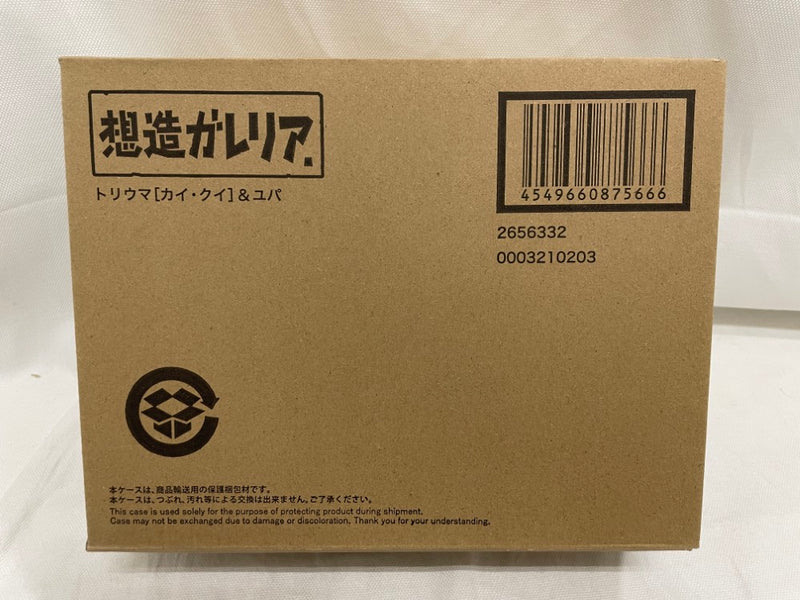 想造ガレリア.
トリウマ[カイ・クイ]&ユパ
4549660875666
2656332
0003210203
本ケースは、商品輸送用の保護梱包材です。
本ケースは、つぶれ、汚れ等による交換は出来ません。ご了承ください。
This case is used solely for the purpose of protecting product during shipment.
Case may not be exchanged due to damage or discoloration. Thank you for your understanding.